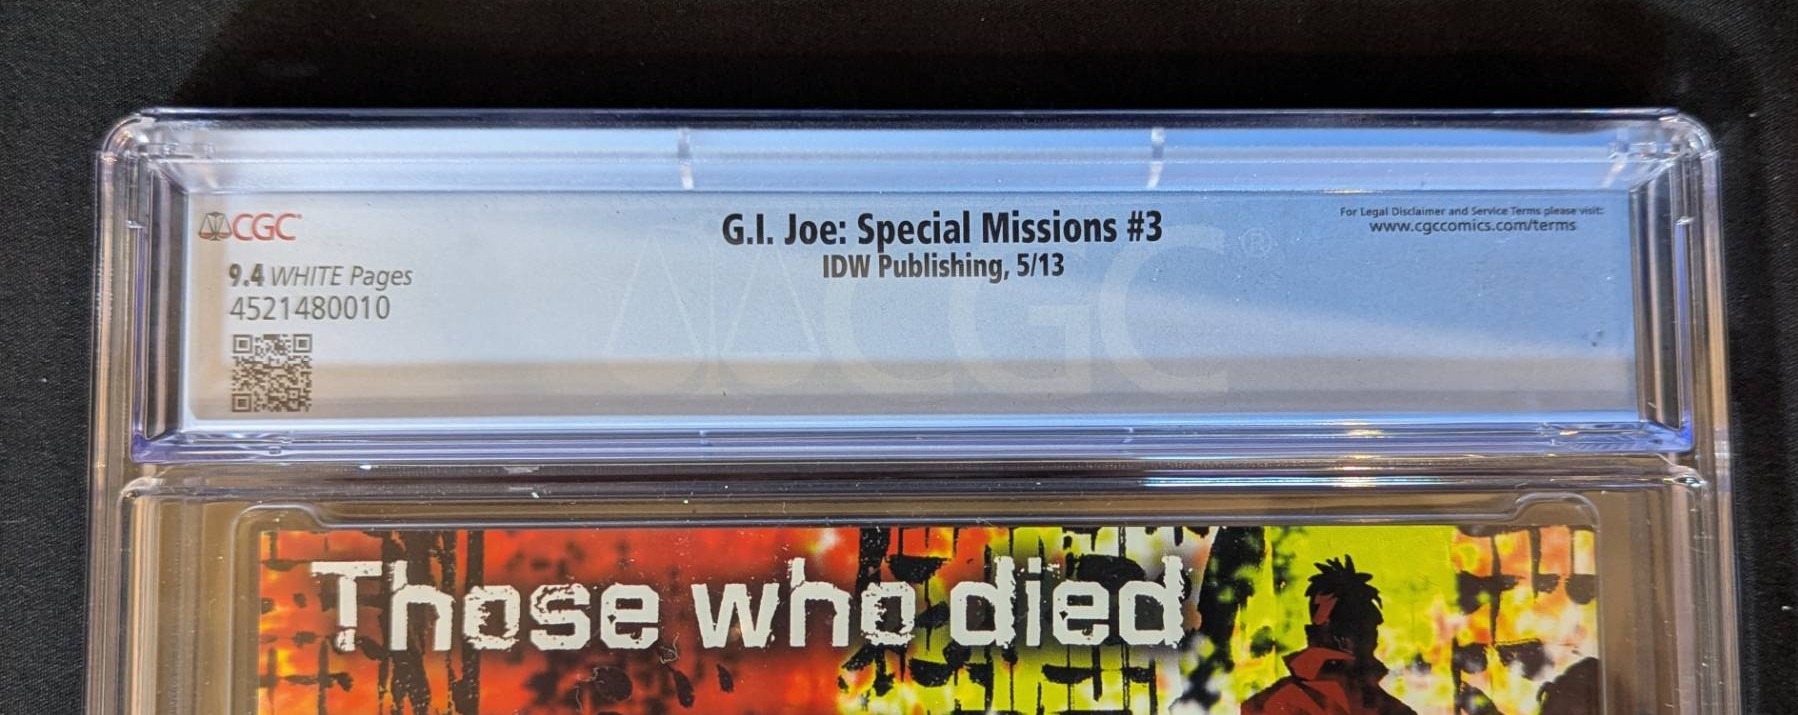 CGC
G.I. Joe: Special Missions #3
IDW Publishing, 5/13
For Legal Disclaimer and Service Terms please visit:
www.cgccomics.com/terms
9.4 WHITE Pages
4521480010
CGC®
Those who died